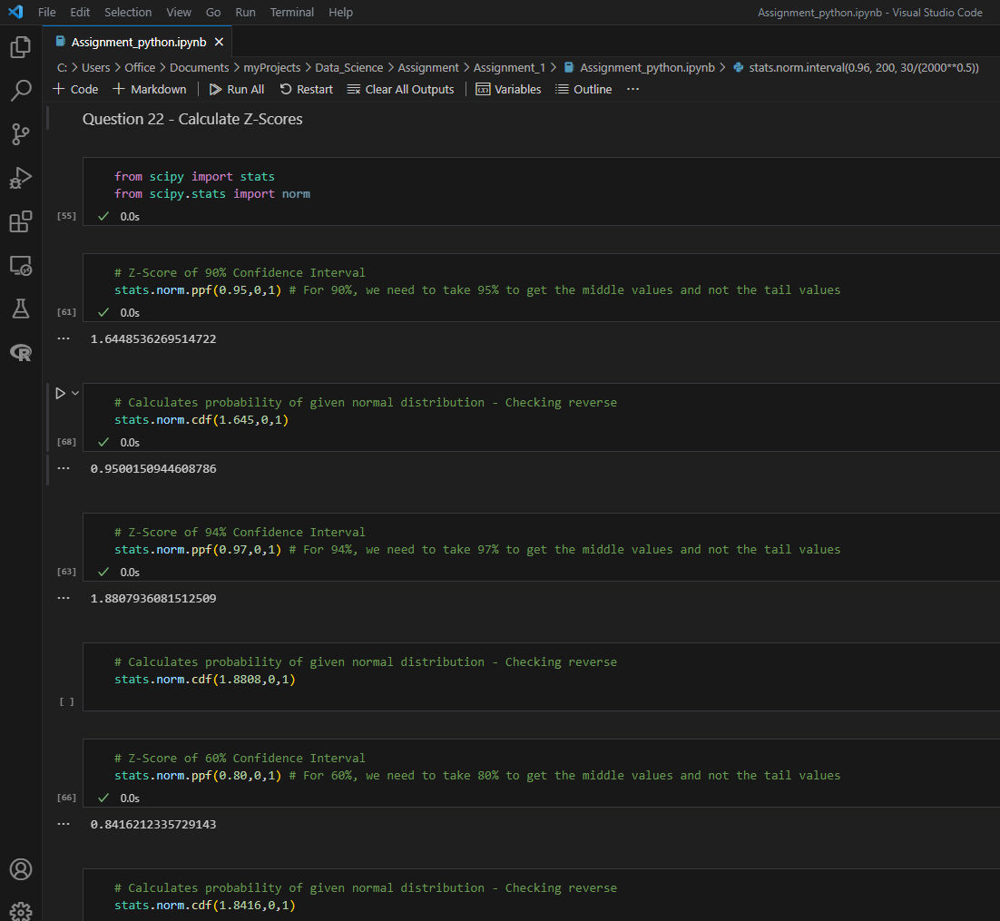 File Edit Selection View Go Run Terminal Help Assignment_python.ipynb - Visual Studio Code
Assignment_python.ipynb
C: > Users > Office > Documents > myProjects > Data_Science > Assignment > Assignment_1 > Assignment_python.ipynb > stats.norm.interval(0.96, 200, 30/(2000**0.5))
+ Code + Markdown | Run All Restart Clear All Outputs | Variables Outline ...
Question 22 - Calculate Z-Scores
from scipy import stats
from scipy.stats import norm
[55] 0.0s
# Z-Score of 90% Confidence Interval
stats.norm.ppf(0.95,0,1) # For 90%, we need to take 95% to get the middle values and not the tail values
[61] 0.0s
... 1.6448536269514722
# Calculates probability of given normal distribution - Checking reverse
stats.norm.cdf(1.645,0,1)
[68] 0.0s
... 0.9500150944608786
# Z-Score of 94% Confidence Interval
stats.norm.ppf(0.97,0,1) # For 94%, we need to take 97% to get the middle values and not the tail values
[63] 0.0s
... 1.8807936081512509
# Calculates probability of given normal distribution - Checking reverse
stats.norm.cdf(1.8808,0,1)
[ ]
# Z-Score of 60% Confidence Interval
stats.norm.ppf(0.80,0,1) # For 60%, we need to take 80% to get the middle values and not the tail values
[66] 0.0s
... 0.8416212335729143
# Calculates probability of given normal distribution - Checking reverse
stats.norm.cdf(1.8416,0,1)